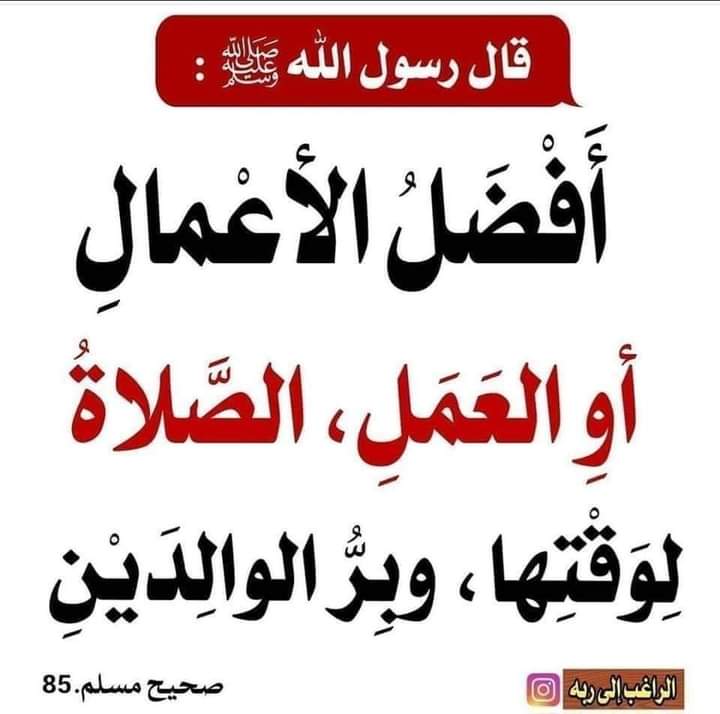 قال رسول الله ﷺ :
أَفْضَلُ الأعْمالِ
أوِ العَمَلِ، الصَّلاةُ
لِوَقْتِها، وبِرُّ الوالِدَيْنِ
الراغب إلى ربه
صحيح مسلم.85